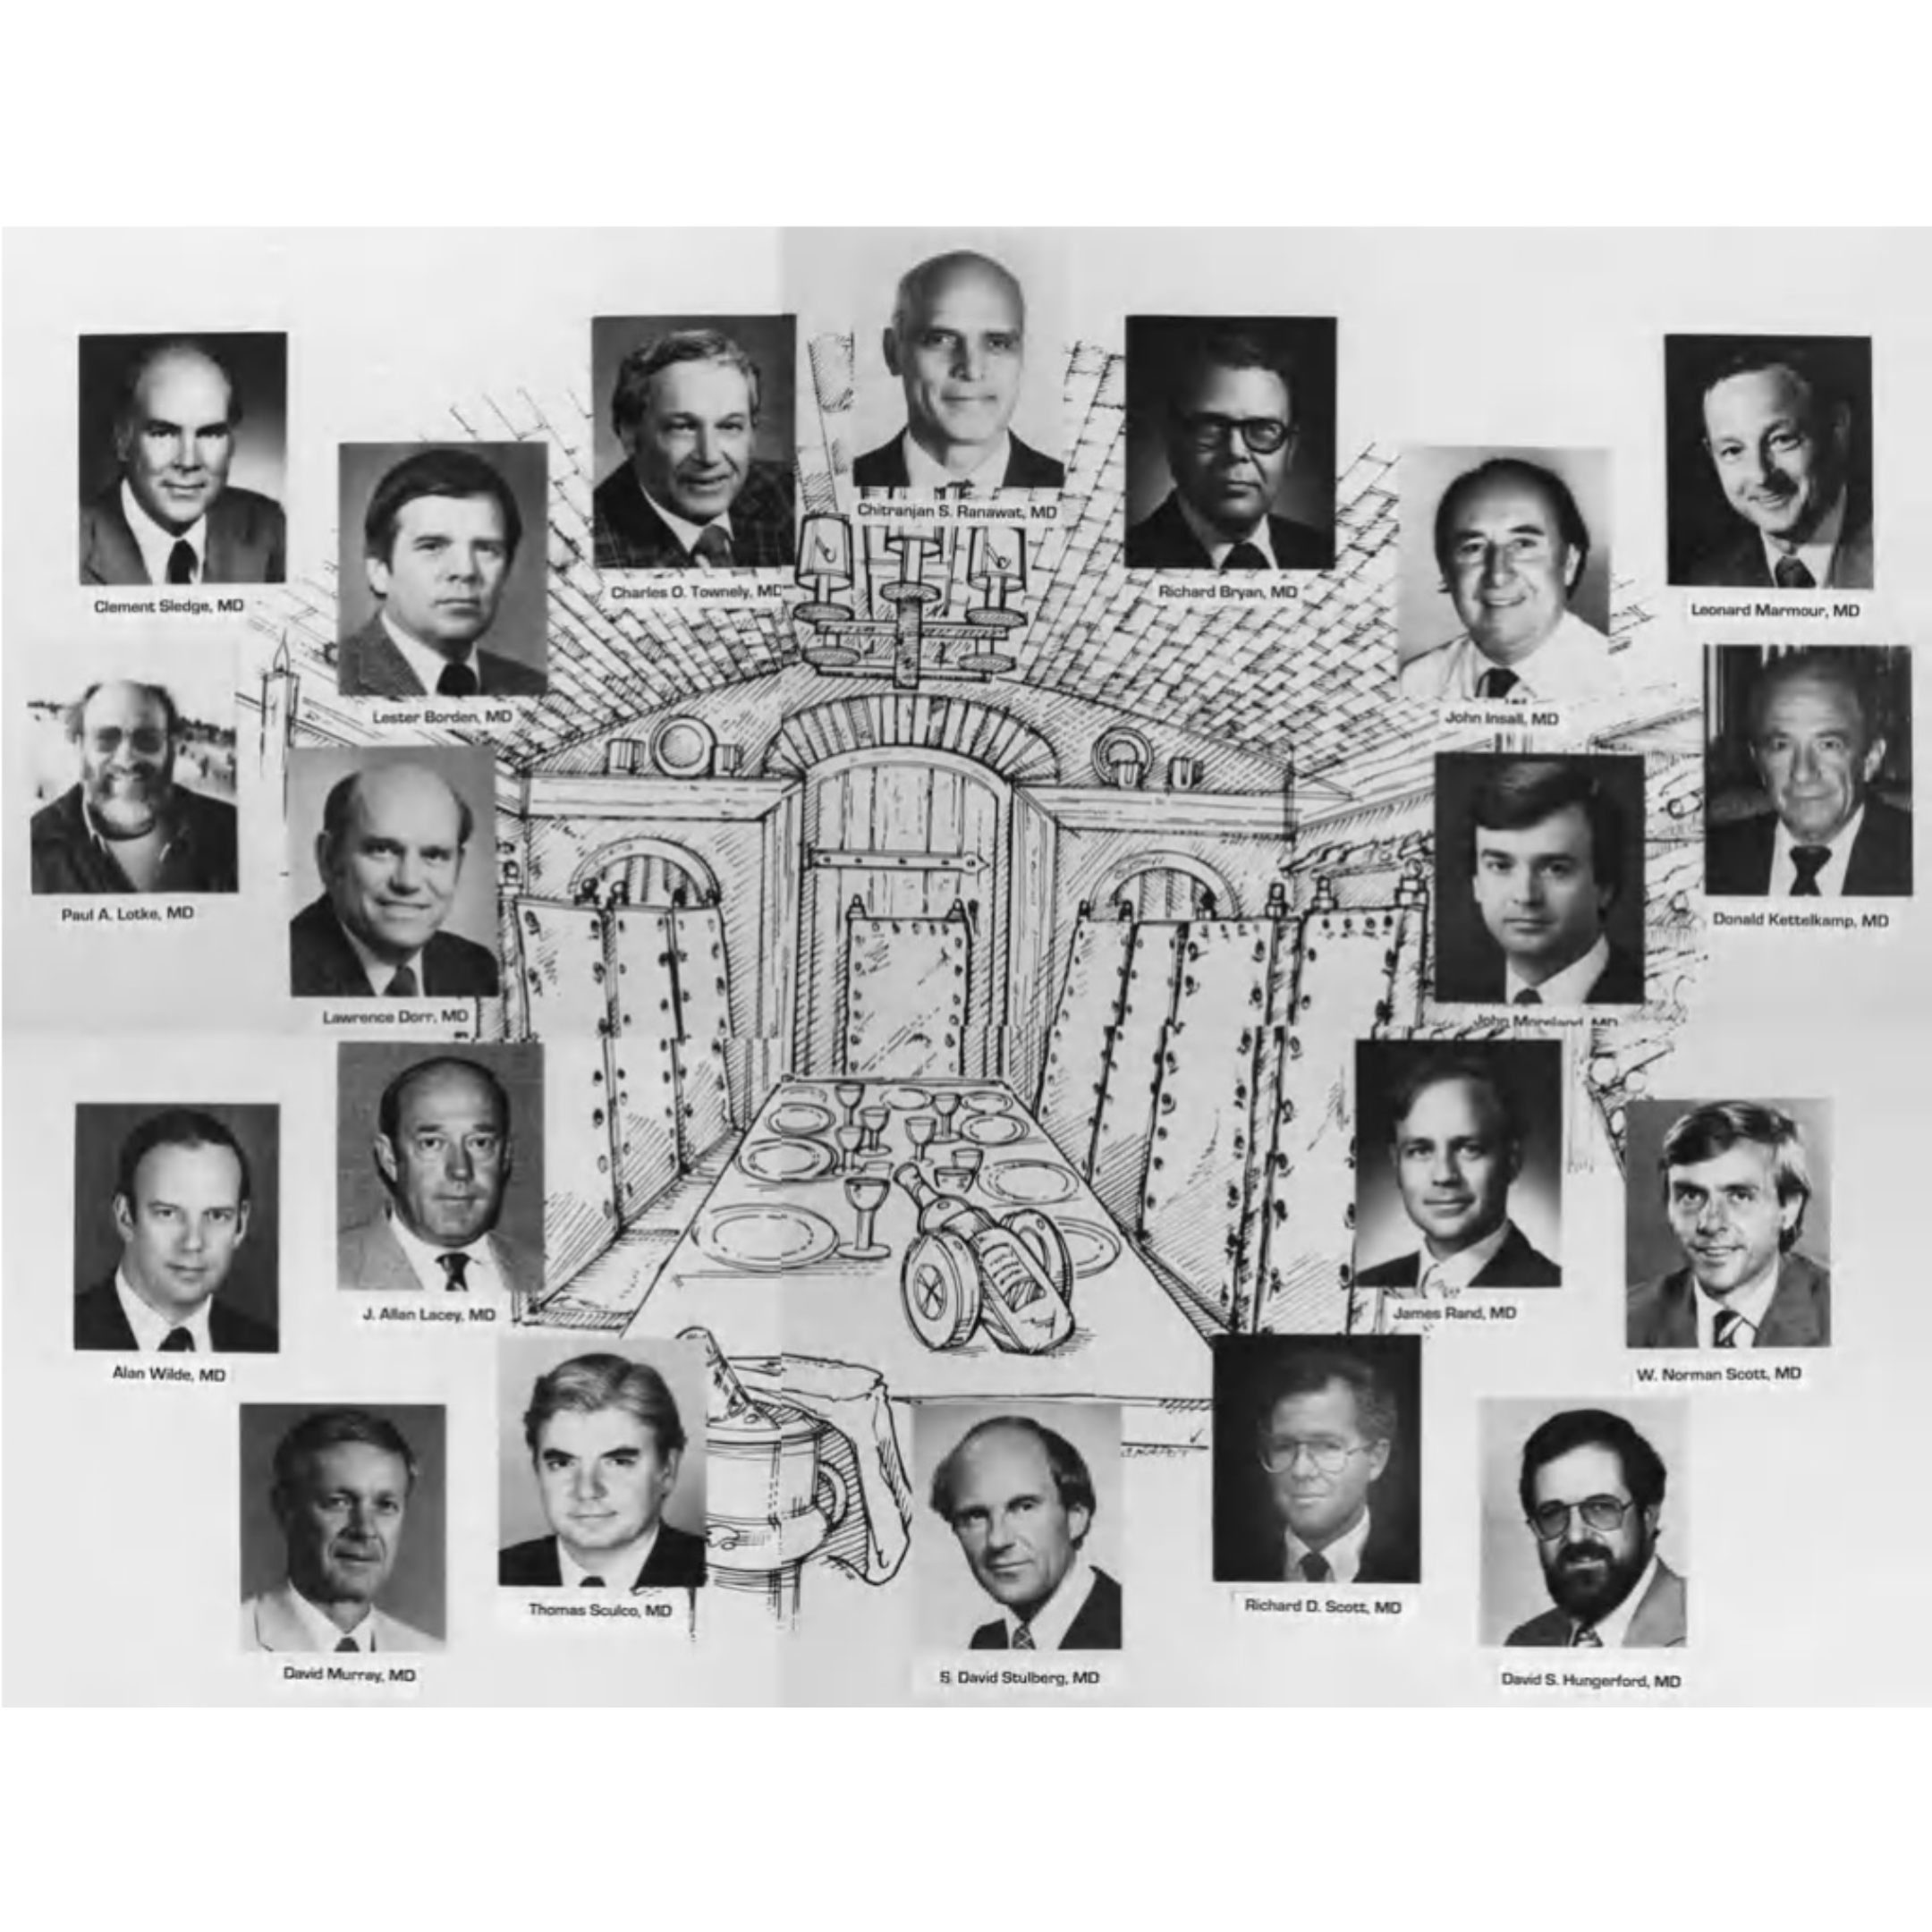 Chitranjan S. Ranawat, MD
Charles O. Townely, MD
Richard Bryan, MD
Clement Sledge, MD
Leonard Marmour, MD
Lester Borden, MD
John Insall, MD
Paul A. Lotke, MD
Donald Kettelkamp, MD
Lawrence Dorr, MD
John Moreland, MD
J. Allan Lacey, MD
James Rand, MD
Alan Wilde, MD
W. Norman Scott, MD
Thomas Sculco, MD
Richard D. Scott, MD
David Murray, MD
S. David Stulberg, MD
David S. Hungerford, MD